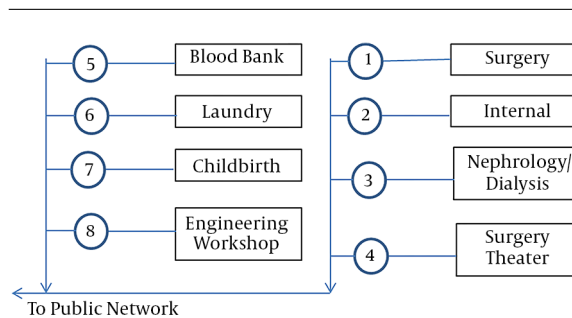 5
Blood Bank
1
Surgery
6
Laundry
2
Internal
7
Childbirth
3
Nephrology/
Dialysis
8
Engineering
Workshop
4
Surgery
Theater
To Public Network